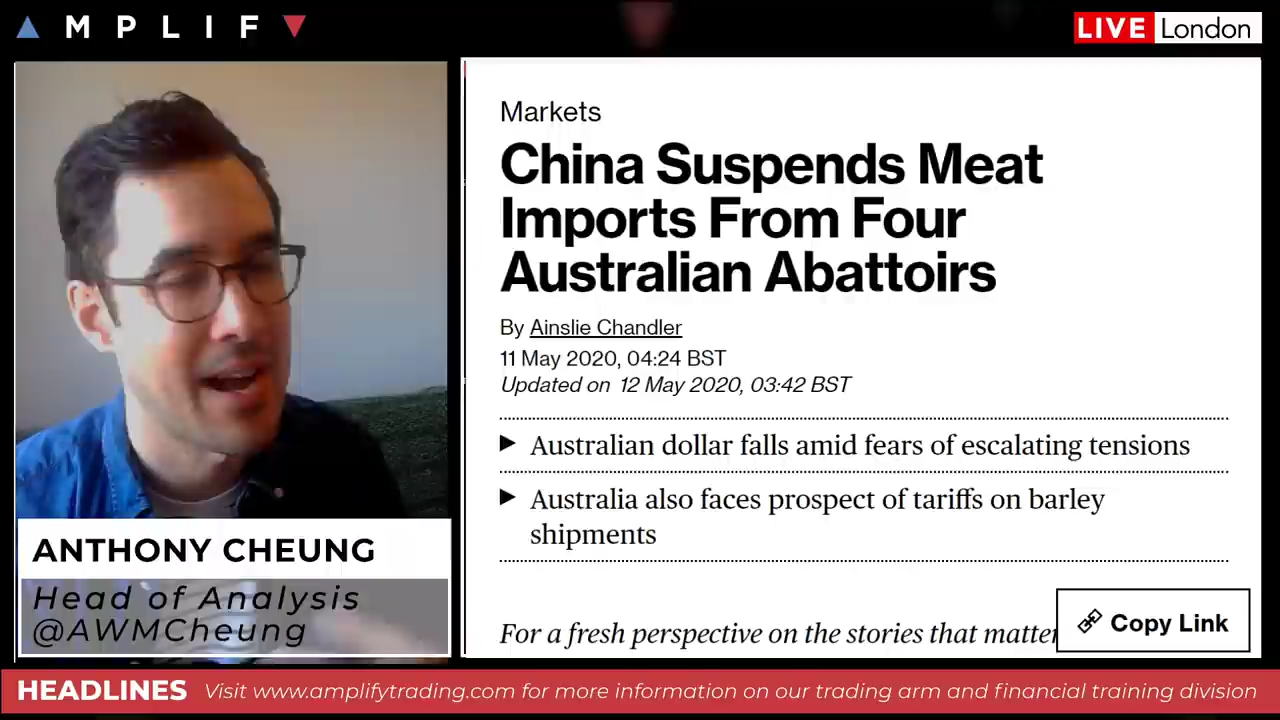 AMPLIFY
LIVE London
Markets
China Suspends Meat
Imports From Four
Australian Abattoirs
By Ainslie Chandler
11 May 2020, 04:24 BST
Updated on 12 May 2020, 03:42 BST
Australian dollar falls amid fears of escalating tensions
Australia also faces prospect of tariffs on barley
shipments
For a fresh perspective on the stories that matter
Copy Link
ANTHONY CHEUNG
Head of Analysis
@AWMCheung
HEADLINES Visit www.amplifytrading.com for more information on our trading arm and financial training division